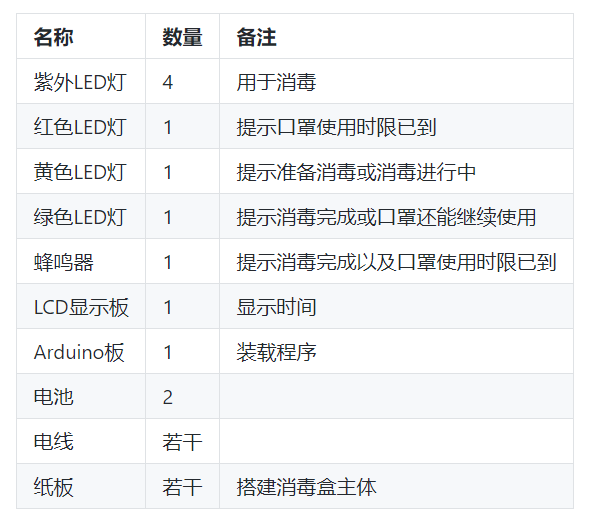 名称 数量 备注
紫外LED灯 4 用于消毒
红色LED灯 1 提示口罩使用时限已到
黄色LED灯 1 提示准备消毒或消毒进行中
绿色LED灯 1 提示消毒完成或口罩还能继续使用
蜂鸣器 1 提示消毒完成以及口罩使用时限已到
LCD显示板 1 显示时间
Arduino板 1 装载程序
电池 2
电线 若干
纸板 若干 搭建消毒盒主体